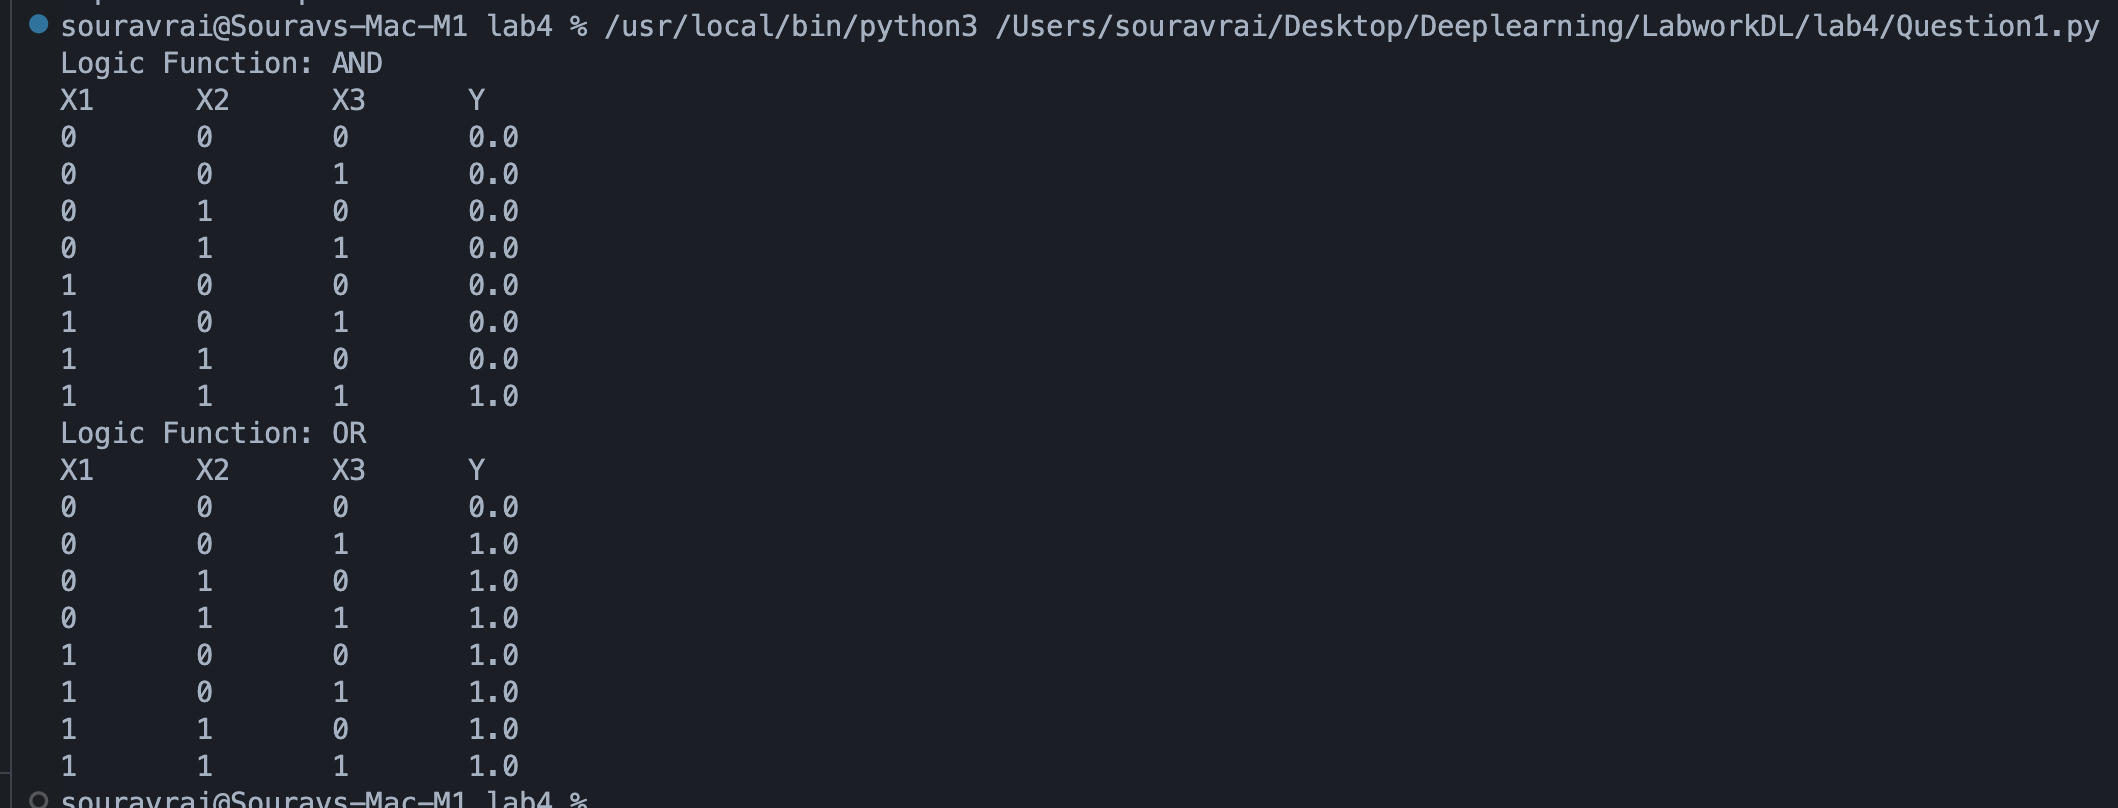 souravrai@Souravs-Mac-M1 lab4 % /usr/local/bin/python3 /Users/souravrai/Desktop/Deeplearning/LabworkDL/lab4/Question1.py
Logic Function: AND
X1 X2 X3 Y
0 0 0 0.0
0 0 1 0.0
0 1 0 0.0
0 1 1 0.0
1 0 0 0.0
1 0 1 0.0
1 1 0 0.0
1 1 1 1.0
Logic Function: OR
X1 X2 X3 Y
0 0 0 0.0
0 0 1 1.0
0 1 0 1.0
0 1 1 1.0
1 0 0 1.0
1 0 1 1.0
1 1 0 1.0
1 1 1 1.0
souravrai@Souravs-Mac-M1 lab4 %